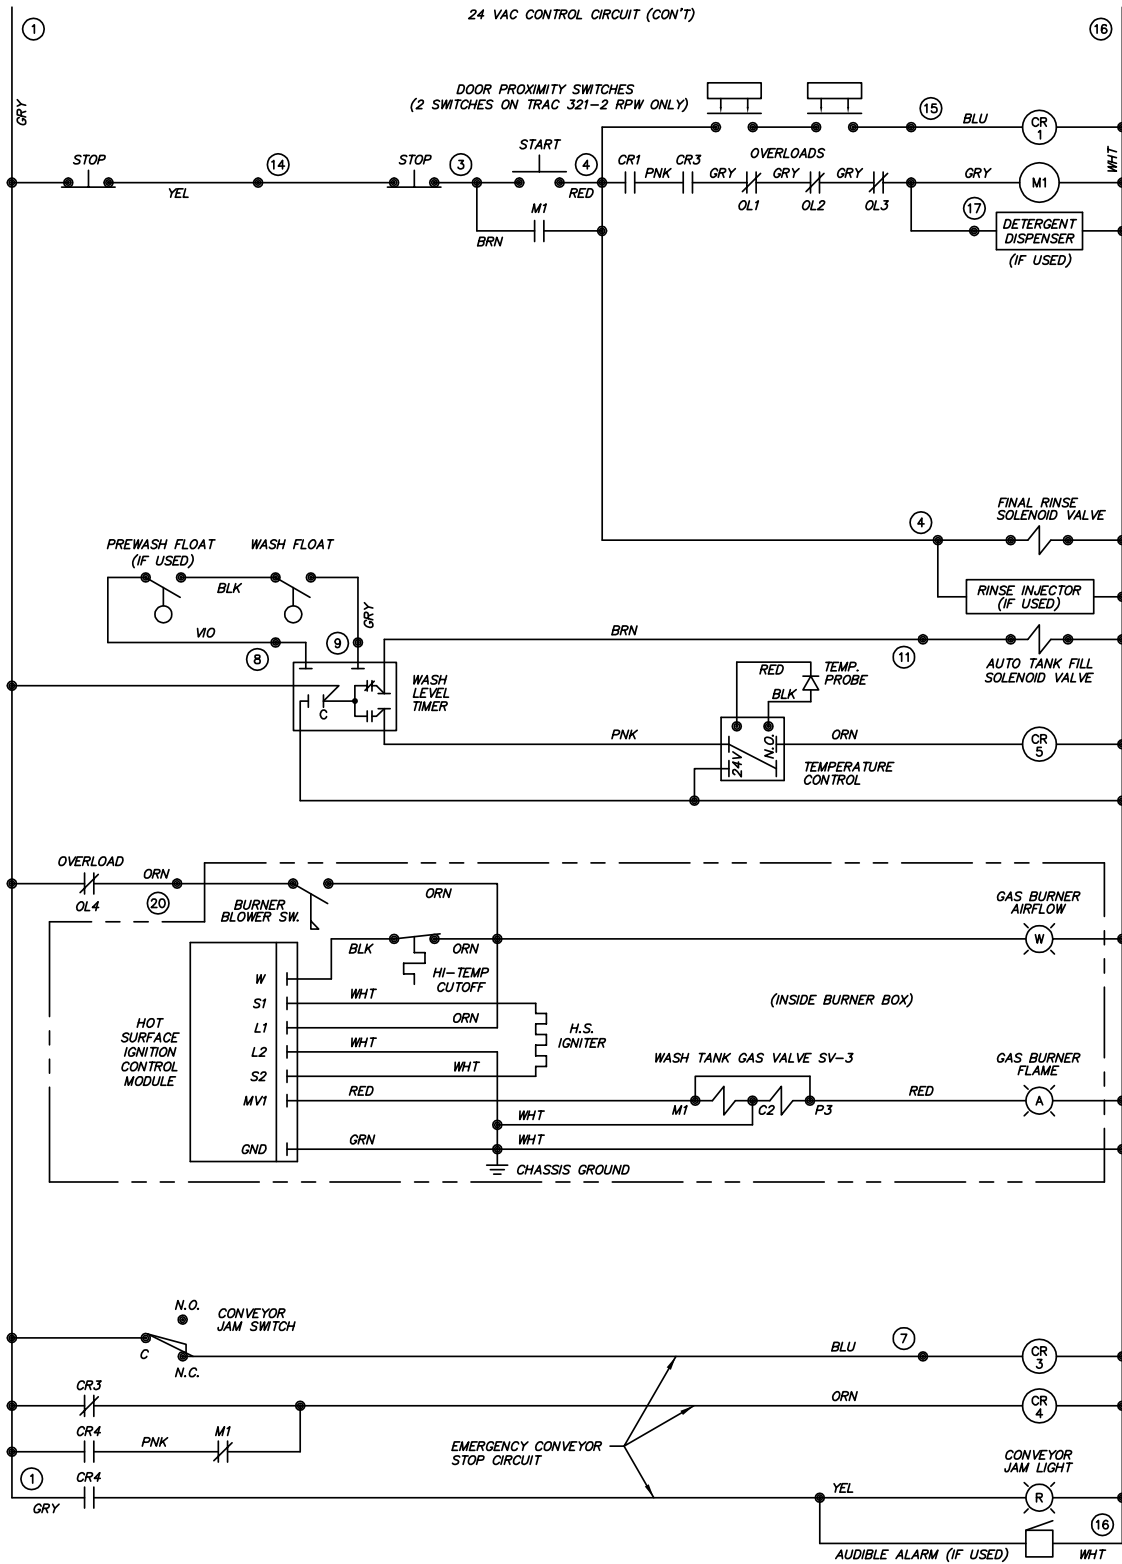 24 VAC CONTROL CIRCUIT (CON'T)
1
16
GRY
DOOR PROXIMITY SWITCHES
(2 SWITCHES ON TRAC 321-2 RPW ONLY)
15
BLU
CR
1
WHT
STOP
14
STOP
3
START
4
CR1
CR3
OVERLOADS
YEL
RED
PNK
GRY
GRY
GRY
GRY
M1
OL1
OL2
OL3
M1
BRN
17
DETERGENT
DISPENSER
(IF USED)
FINAL RINSE
SOLENOID VALVE
4
PREWASH FLOAT
(IF USED)
WASH FLOAT
BLK
RINSE INJECTOR
(IF USED)
GRY
VIO
8
9
BRN
11
AUTO TANK FILL
SOLENOID VALVE
WASH
LEVEL
TIMER
C
RED
TEMP.
PROBE
BLK
PNK
24V
N.O.
ORN
CR
5
TEMPERATURE
CONTROL
OVERLOAD
ORN
OL4
20
BURNER
BLOWER SW.
ORN
GAS BURNER
AIRFLOW
BLK
ORN
W
HI-TEMP
CUTOFF
W
WHT
S1
(INSIDE BURNER BOX)
ORN
L1
HOT
SURFACE
IGNITION
CONTROL
MODULE
H.S.
IGNITER
WHT
L2
WHT
S2
WASH TANK GAS VALVE SV-3
GAS BURNER
FLAME
RED
MV1
M1
C2
P3
RED
A
WHT
GRN
GND
WHT
CHASSIS GROUND
N.O.
CONVEYOR
JAM SWITCH
C
N.C.
BLU
7
CR
3
CR3
ORN
CR
4
CR4
PNK
M1
EMERGENCY CONVEYOR
STOP CIRCUIT
CONVEYOR
JAM LIGHT
1
CR4
GRY
YEL
R
16
AUDIBLE ALARM (IF USED)
WHT